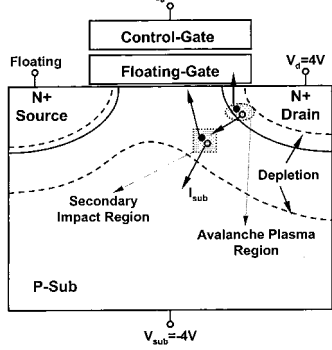 Control-Gate
Floating
Floating-Gate
V_d=4V
N+
Source
N+
Drain
Depletion
I_sub
Secondary
Impact Region
Avalanche Plasma
Region
P-Sub
V_sub=-4V